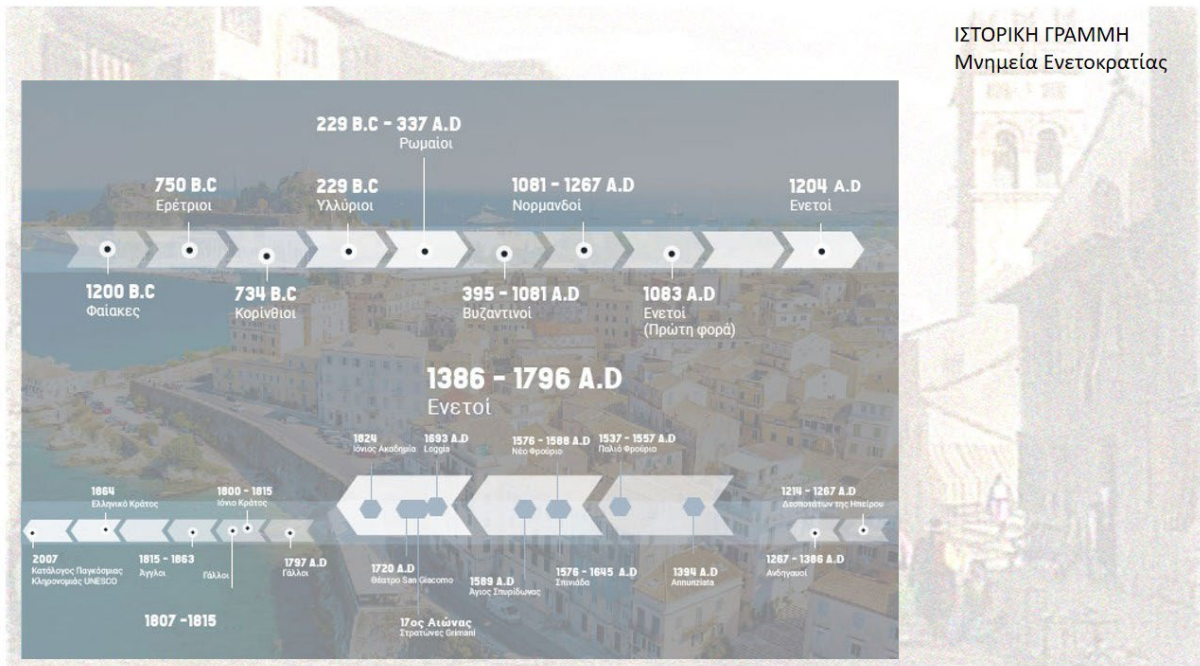 ΙΣΤΟΡΙΚΗ ΓΡΑΜΜΗ
Μνημεία Ενετοκρατίας
229 B.C - 337 A.D
Ρωμαίοι
750 B.C
Ερέτριοι
229 B.C
Υλλύριοι
1081 - 1267 A.D
Νορμανδοί
1204 A.D
Ενετοί
1200 B.C
Φαίακες
734 B.C
Κορίνθιοι
395 - 1081 A.D
Βυζαντινοί
1083 A.D
Ενετοί
(Πρώτη φορά)
1386 - 1796 A.D
Ενετοί
1824
Ιόνιος Ακαδημία
1693 A.D
Loggia
1576 - 1588 A.D
Νέο Φρούριο
1537 - 1557 A.D
Παλιό Φρούριο
1864
Ελληνικό Κράτος
1800 - 1815
Ιόνιο Κράτος
1214 - 1267 A.D
Δεσποτάτων της Ηπείρου
2007
Κατάλογος Παγκόσμιας
Κληρονομιάς UNESCO
1815 - 1863
Άγγλοι
Γάλλοι
1807 -1815
1797 A.D
Γάλλοι
1720 A.D
Θέατρο San Giacomo
17ος Αιώνας
Στρατώνες Grimani
1589 A.D
Άγιος Σπυρίδωνας
1576 - 1645 A.D
Σπινιάδα
1394 A.D
Annunziata
1267 - 1386 A.D
Ανδηγαυοί